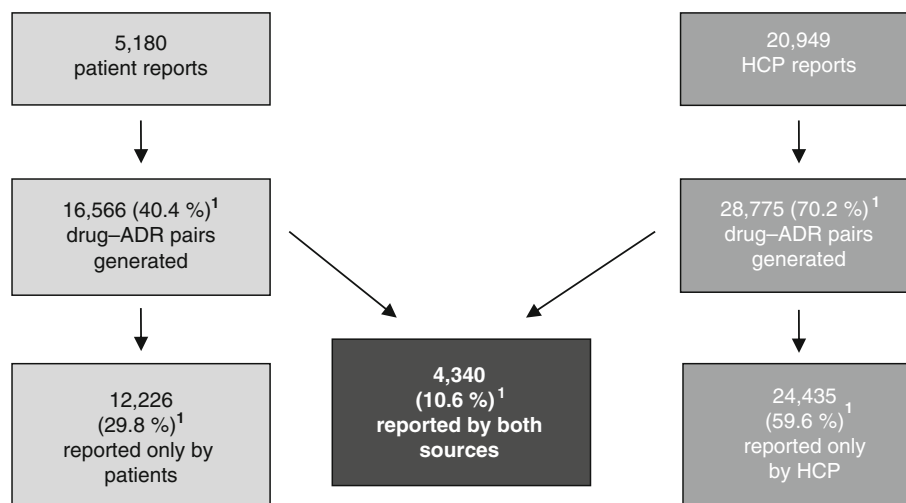 5,180
patient reports
20,949
HCP reports
16,566 (40.4 %)¹
drug–ADR pairs
generated
28,775 (70.2 %)¹
drug–ADR pairs
generated
12,226
(29.8 %)¹
reported only by
patients
4,340
(10.6 %)¹
reported by both
sources
24,435
(59.6 %)¹
reported only
by HCP